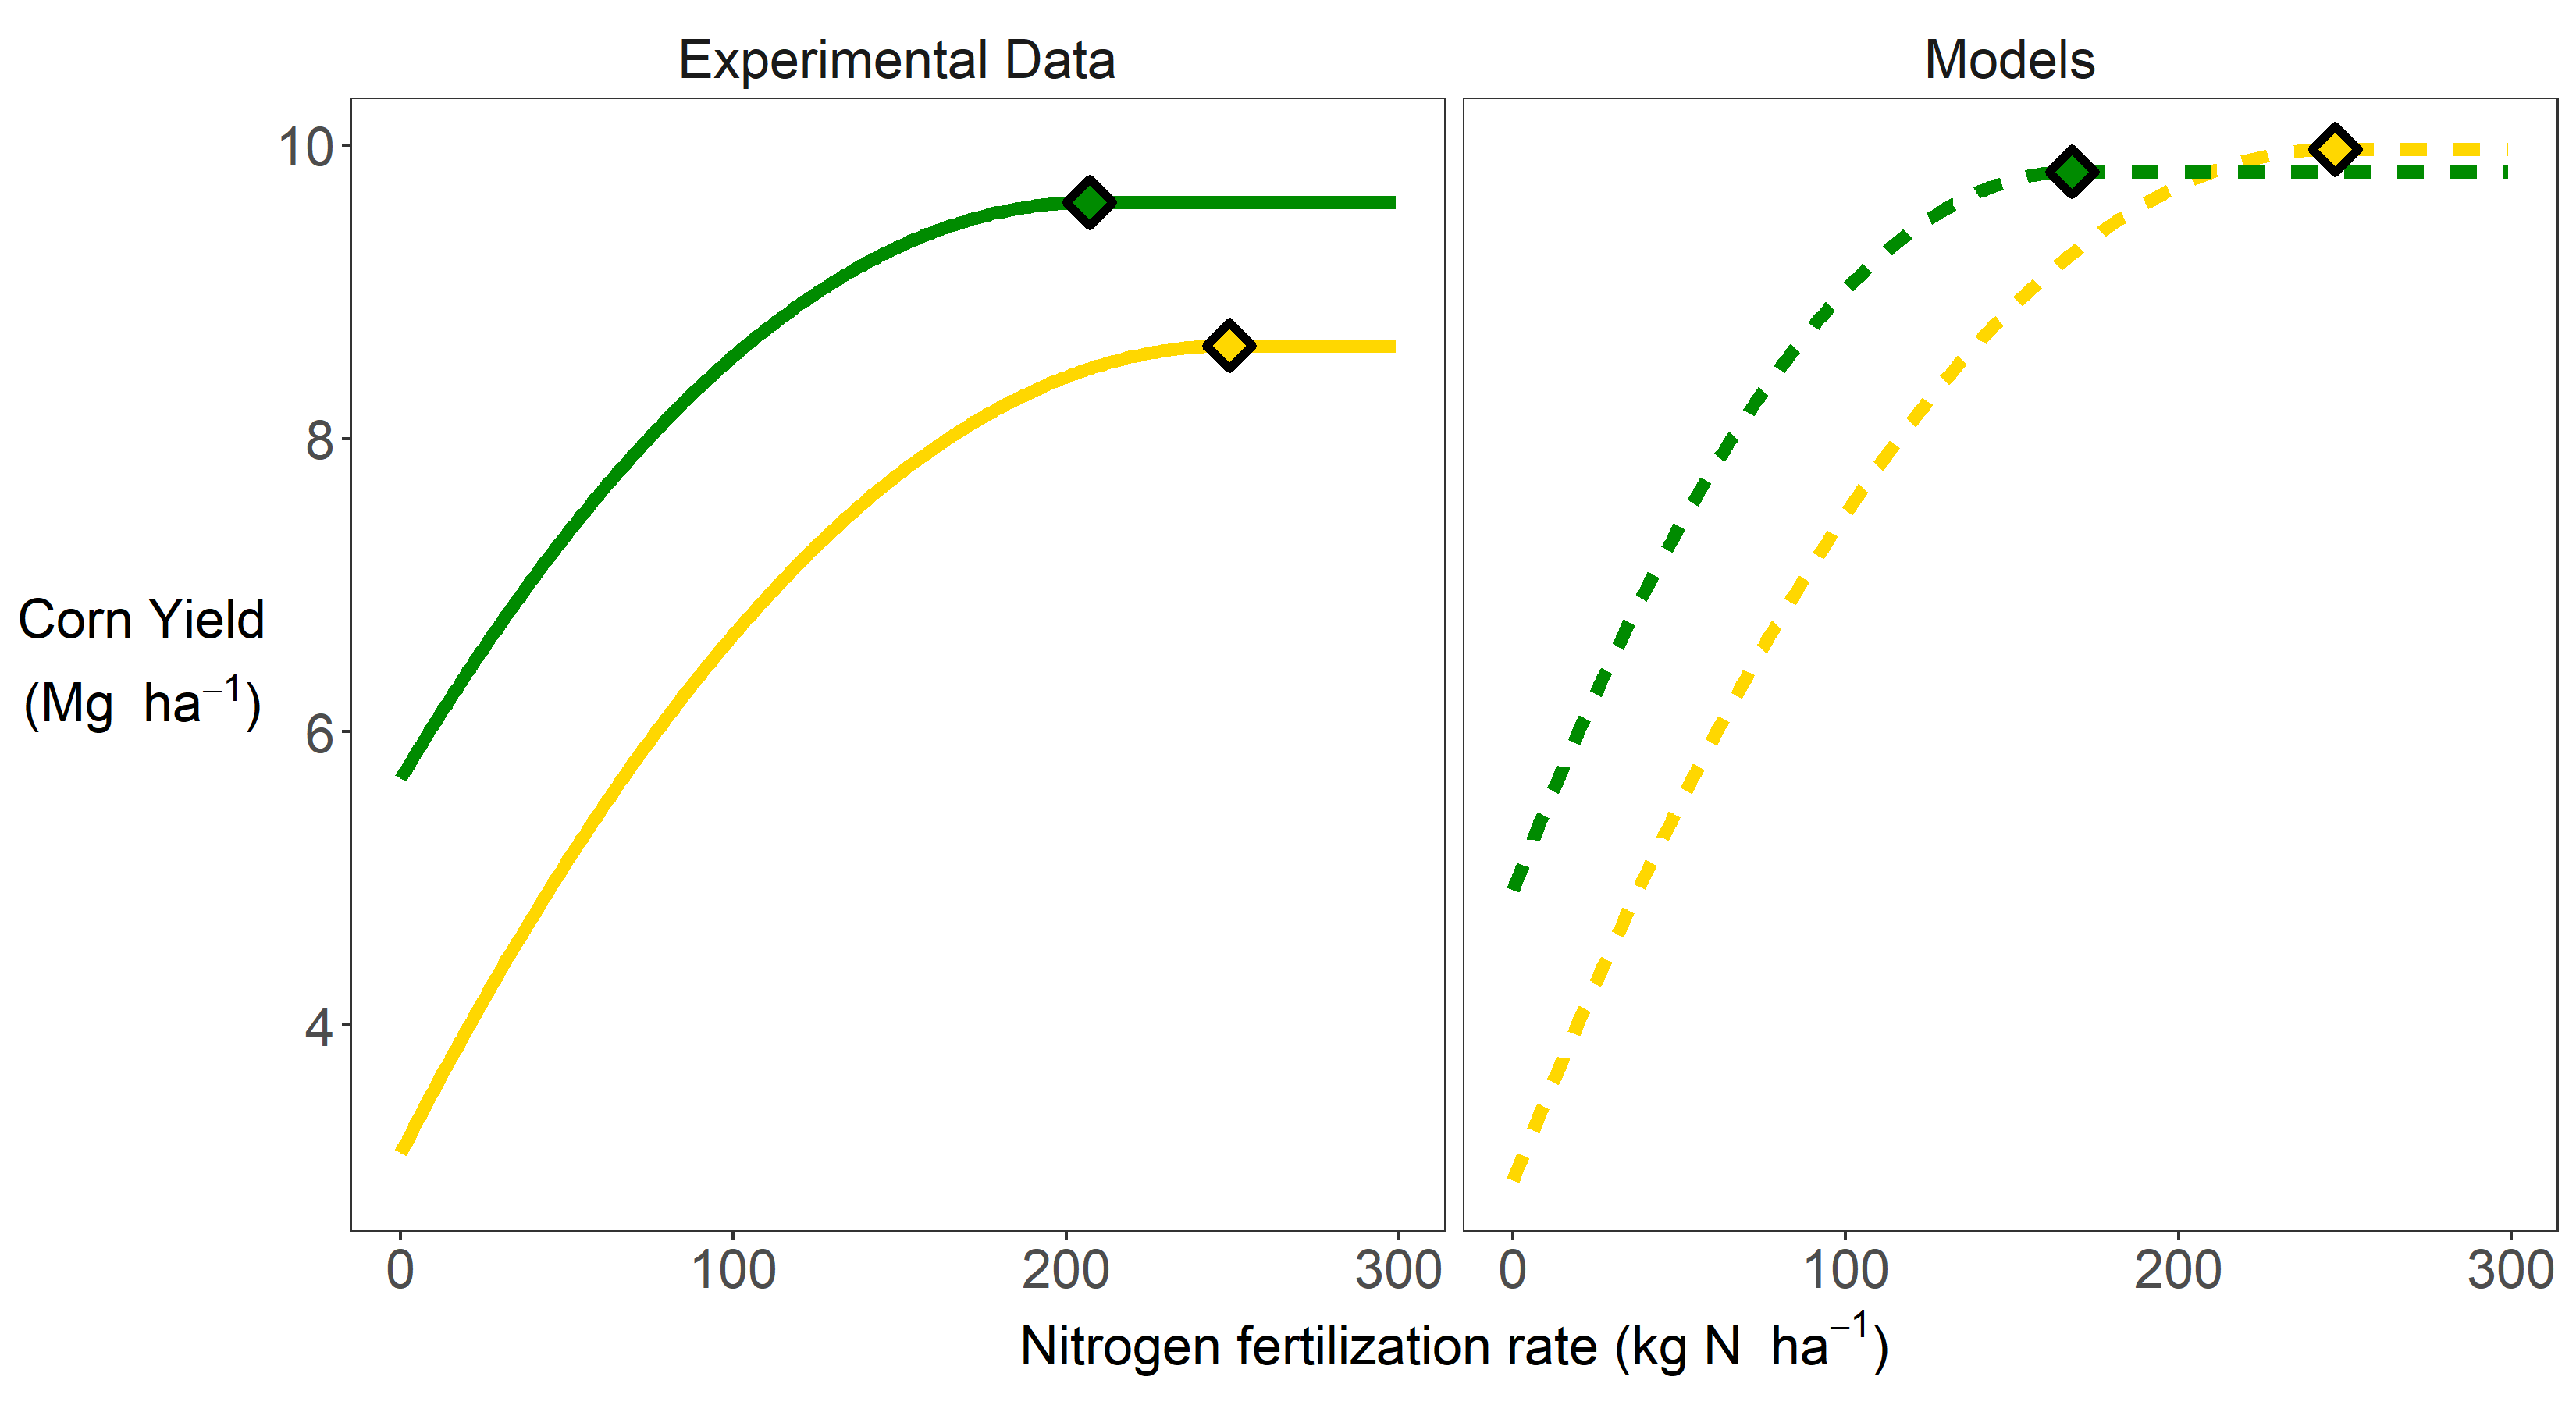 Experimental Data
Models
10
8
6
4
Corn Yield
(Mg ha⁻¹)
0 100 200 300
0 100 200 300
Nitrogen fertilization rate (kg N ha⁻¹)